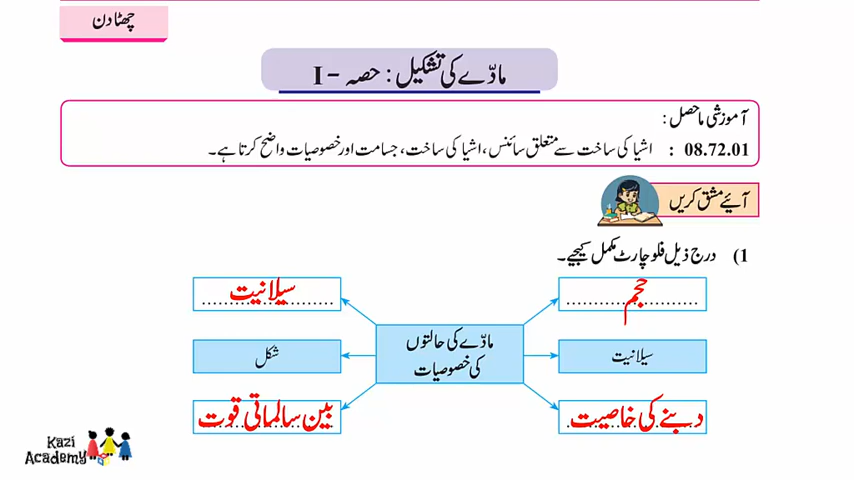 چھٹا دن
مادّے کی تشکیل : حصہ - I
آموزشی ماحصل :
08.72.01 : اشیا کی ساخت سے متعلق سائنس، اشیا کی ساخت، جسامت اور خصوصیات واضح کرتا ہے۔
آئیے مشق کریں
1) درج ذیل فلو چارٹ مکمل کیجیے۔
حجم
سیلانیت
مادّے کی حالتوں
کی خصوصیات
سیلانیت
شکل
دبنے کی خاصیت
بین سالماتی قوت
Kazi
Academy